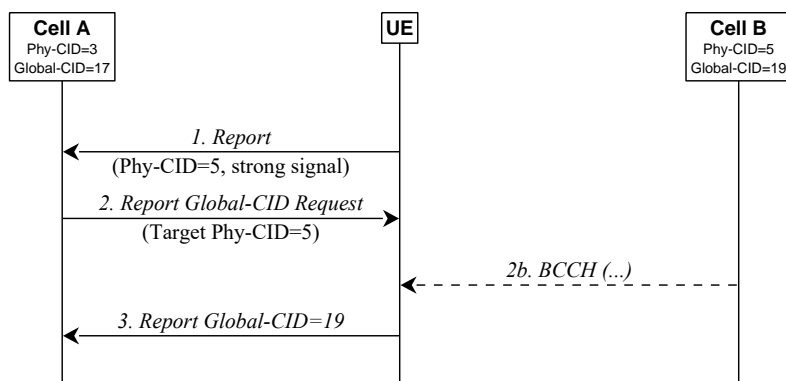 Cell A
Phy-CID=3
Global-CID=17
UE
Cell B
Phy-CID=5
Global-CID=19
1. Report
(Phy-CID=5, strong signal)
2. Report Global-CID Request
(Target Phy-CID=5)
2b. BCCH (...)
3. Report Global-CID=19